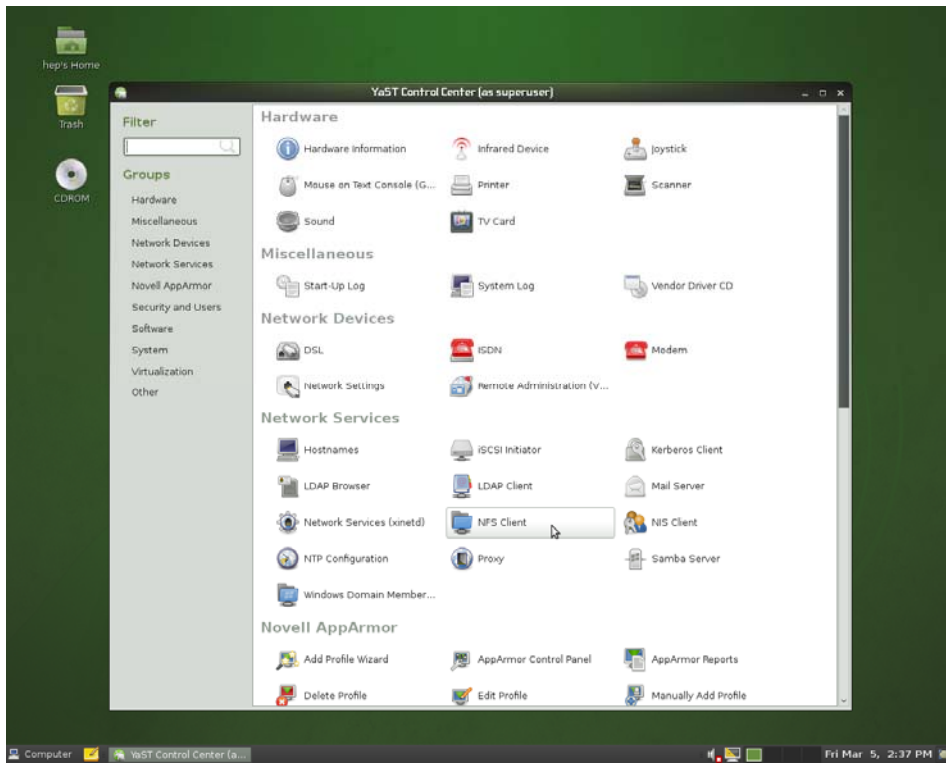 hep's Home
Trash
CDROM
YaST Control Center (as superuser)
Filter
Groups
Hardware
Miscellaneous
Network Devices
Network Services
Novell AppArmor
Security and Users
Software
System
Virtualization
Other
Hardware
Hardware Information
Infrared Device
Joystick
Mouse on Text Console (G...
Printer
Scanner
Sound
TV Card
Miscellaneous
Start-Up Log
System Log
Vendor Driver CD
Network Devices
DSL
ISDN
Modem
Network Settings
Remote Administration (V...
Network Services
Hostnames
iSCSI Initiator
Kerberos Client
LDAP Browser
LDAP Client
Mail Server
Network Services (xinetd)
NFS Client
NIS Client
NTP Configuration
Proxy
Samba Server
Windows Domain Member...
Novell AppArmor
Add Profile Wizard
AppArmor Control Panel
AppArmor Reports
Delete Profile
Edit Profile
Manually Add Profile
Computer
YaST Control Center (a...
Fri Mar 5, 2:37 PM